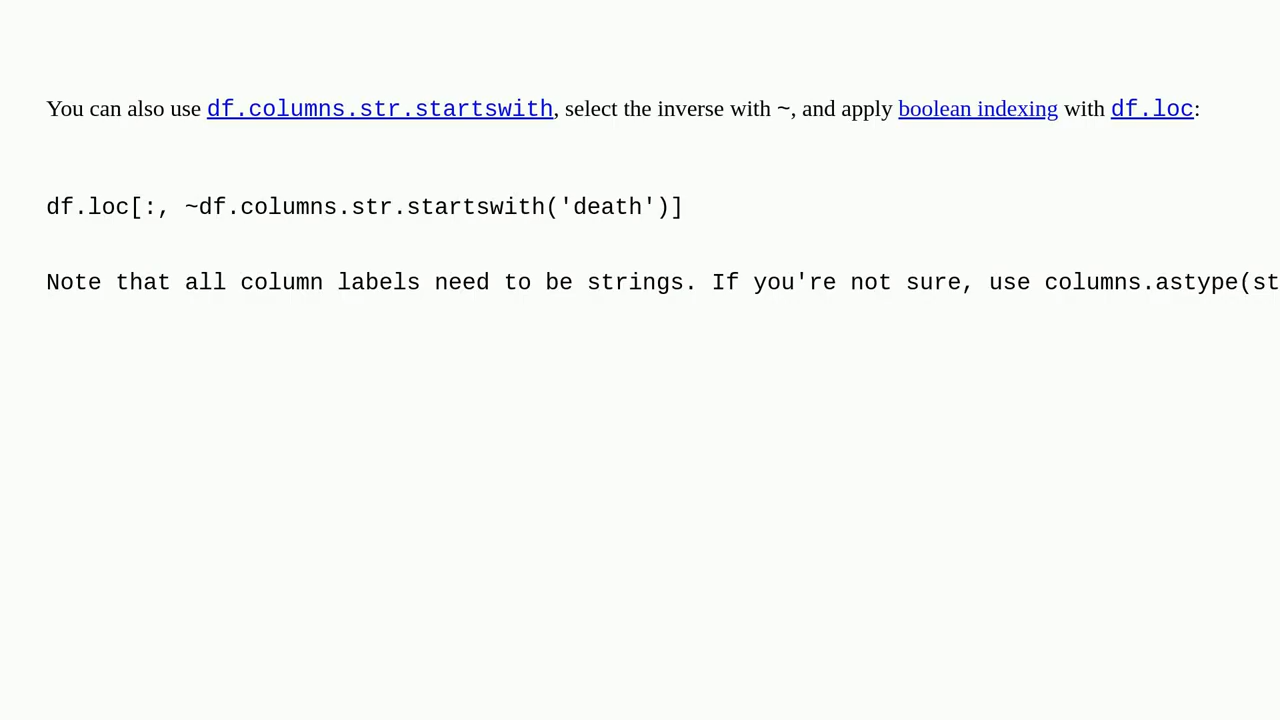 You can also use df.columns.str.startswith, select the inverse with ~, and apply boolean indexing with df.loc:
df.loc[:, ~df.columns.str.startswith('death')]
Note that all column labels need to be strings. If you're not sure, use columns.astype(st